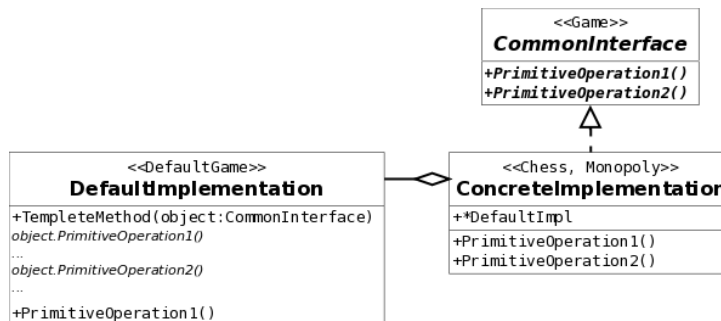 <<Game>>
CommonInterface
+PrimitiveOperation1()
+PrimitiveOperation2()
<<DefaultGame>>
DefaultImplementation
+TempleteMethod(object:CommonInterface)
object.PrimitiveOperation1()
...
object.PrimitiveOperation2()
...
+PrimitiveOperation1()
<<Chess, Monopoly>>
ConcreteImplementation
+*DefaultImpl
+PrimitiveOperation1()
+PrimitiveOperation2()